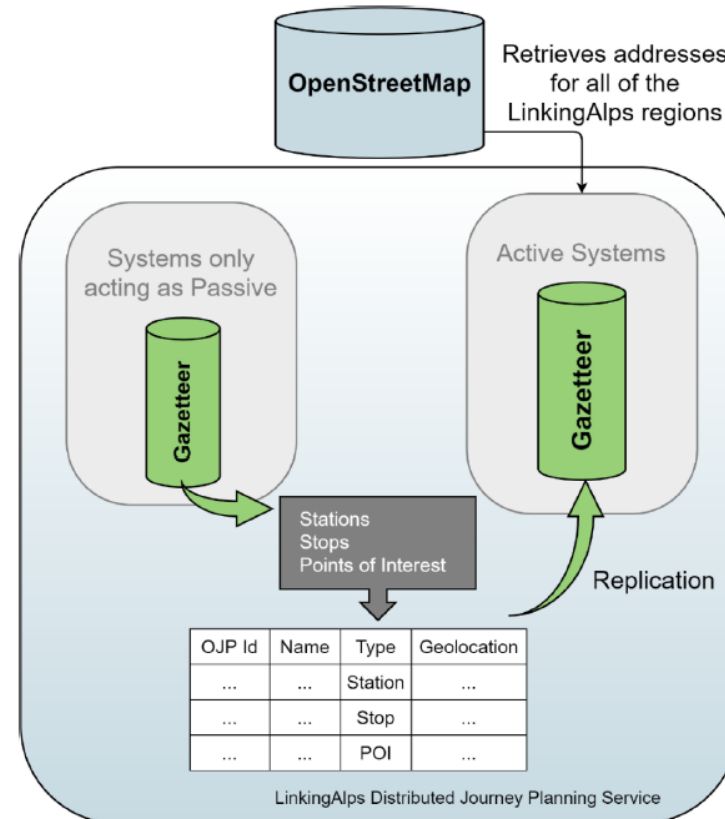 OpenStreetMap
Retrieves addresses
for all of the
LinkingAlps regions
Systems only
acting as Passive
Gazetteer
Active Systems
Gazetteer
Stations
Stops
Points of Interest
Replication
OJP Id Name Type Geolocation
... ... Station ...
... ... Stop ...
... ... POI ...
LinkingAlps Distributed Journey Planning Service